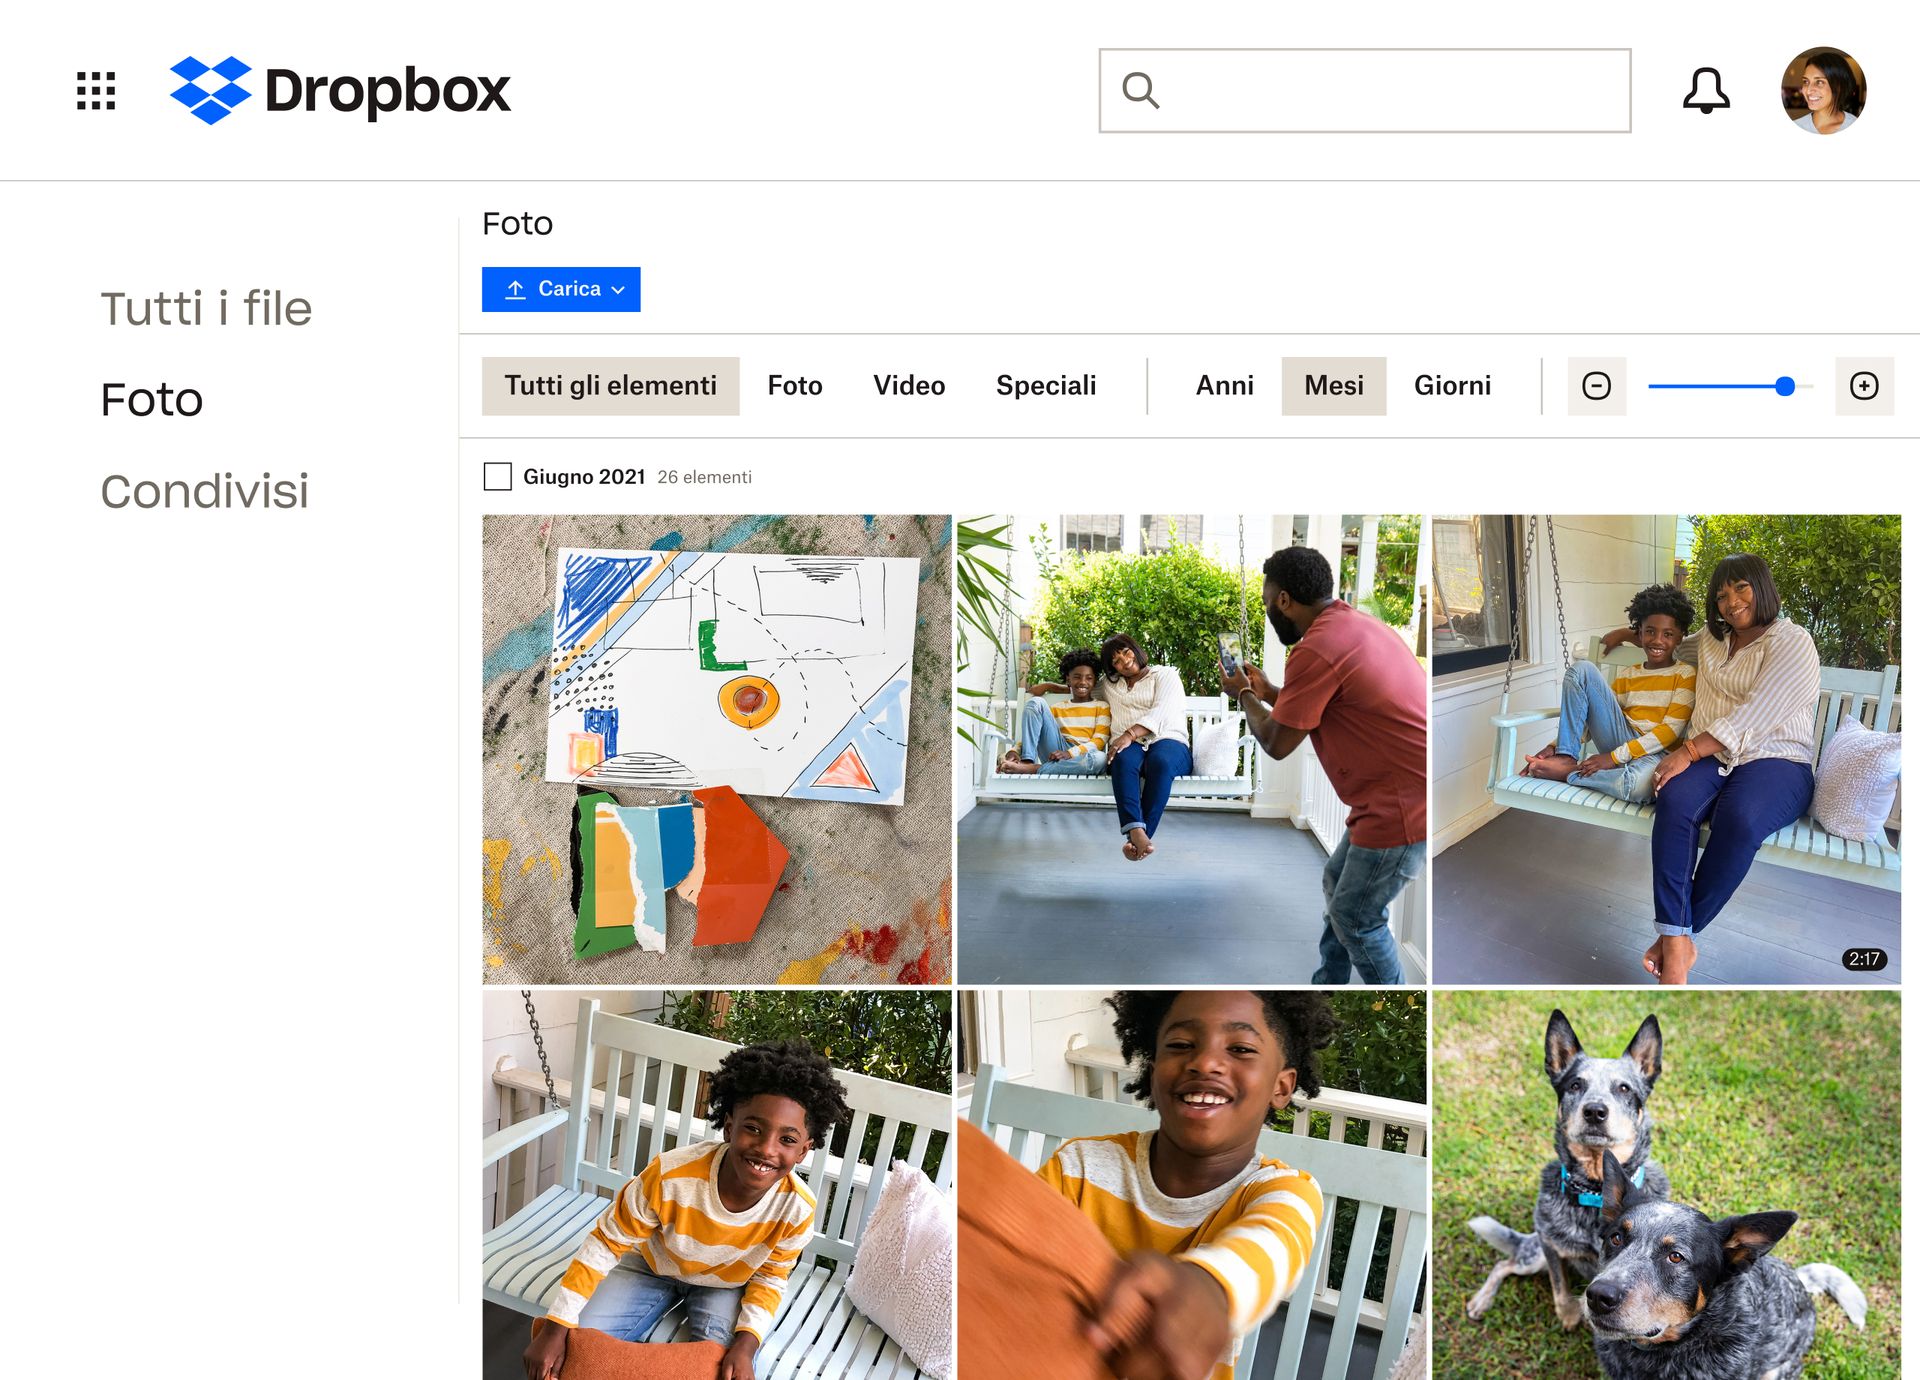 Dropbox
Foto
Carica
Tutti i file
Foto
Condivisi
Tutti gli elementi Foto Video Speciali Anni Mesi Giorni
Giugno 2021 26 elementi
2:17